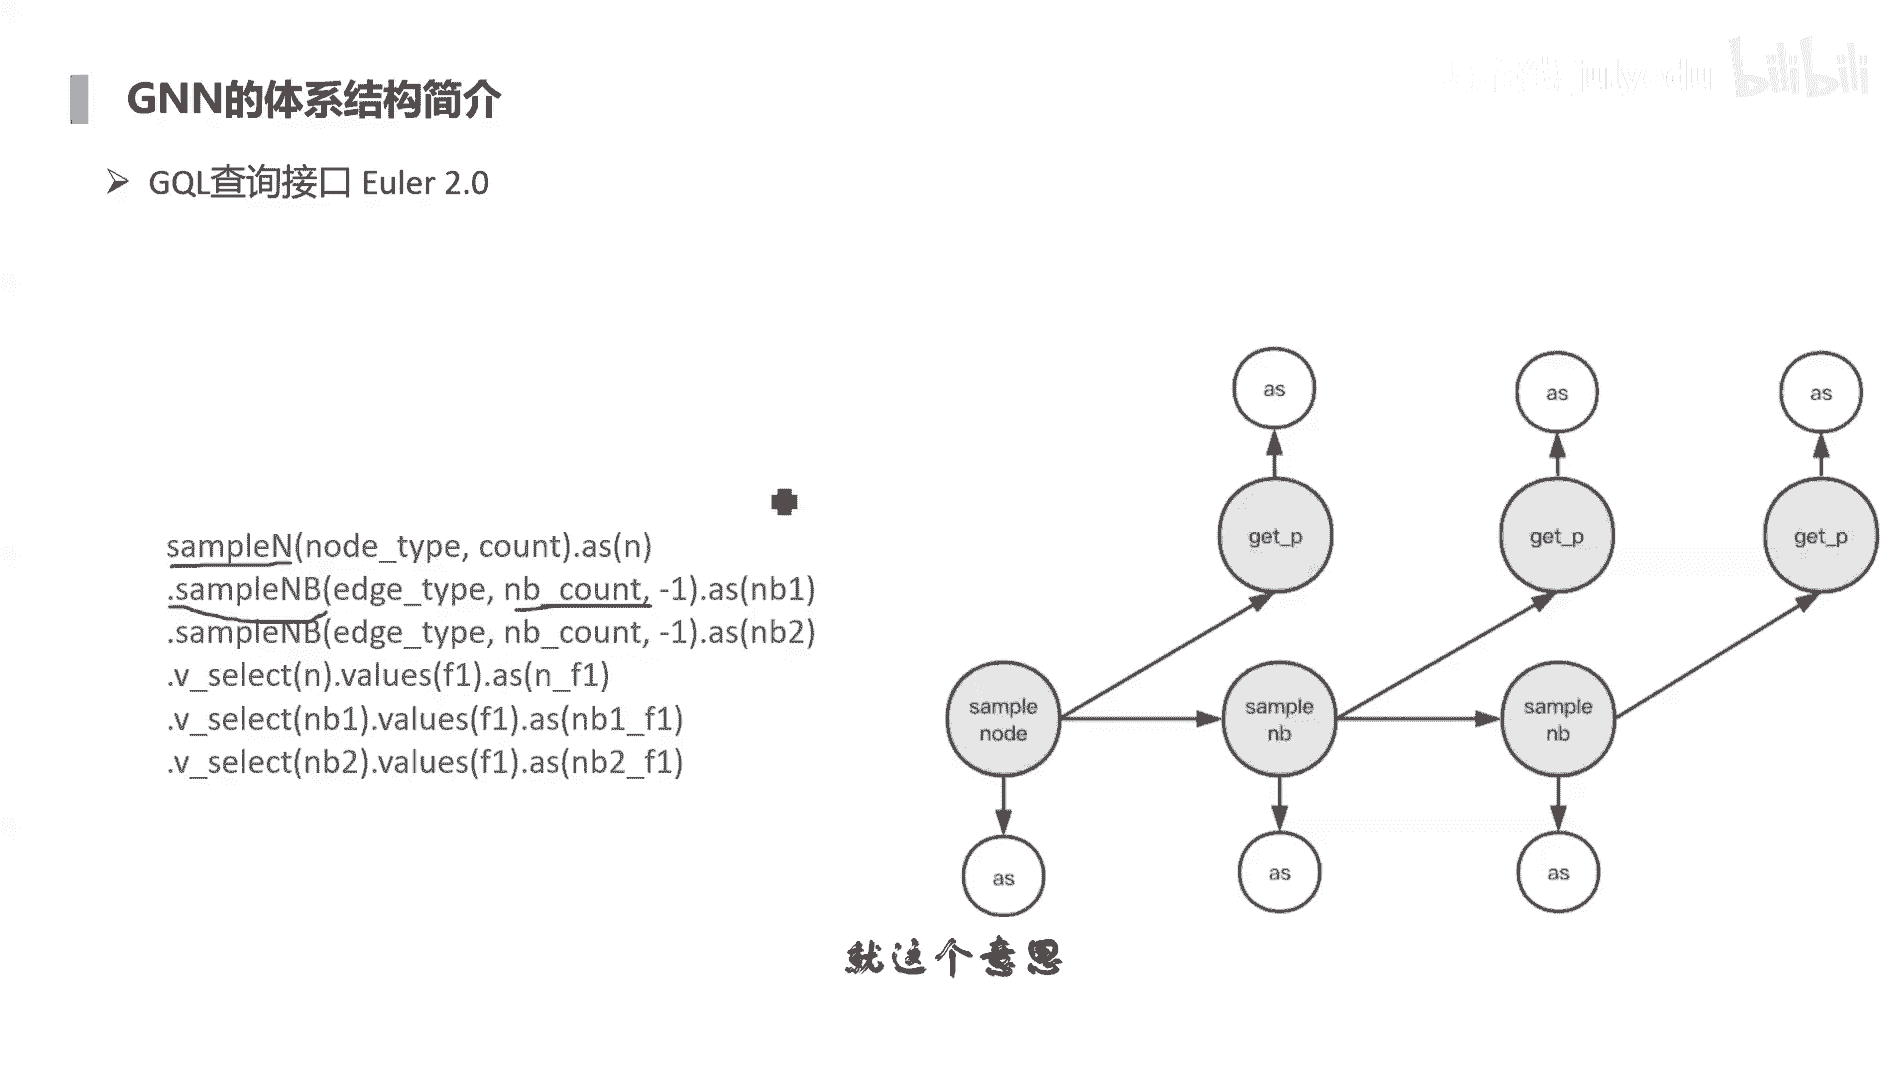 GNN的体系结构简介
bilibili
GQL查询接口 Euler 2.0
sampleN(node_type, count).as(n)
.sampleNB(edge_type, nb_count, -1).as(nb1)
.sampleNB(edge_type, nb_count, -1).as(nb2)
.v_select(n).values(f1).as(n_f1)
.v_select(nb1).values(f1).as(nb1_f1)
.v_select(nb2).values(f1).as(nb2_f1)
as
as
as
get_p
get_p
get_p
sample
node
sample
nb
sample
nb
as
as
as
就这个意思